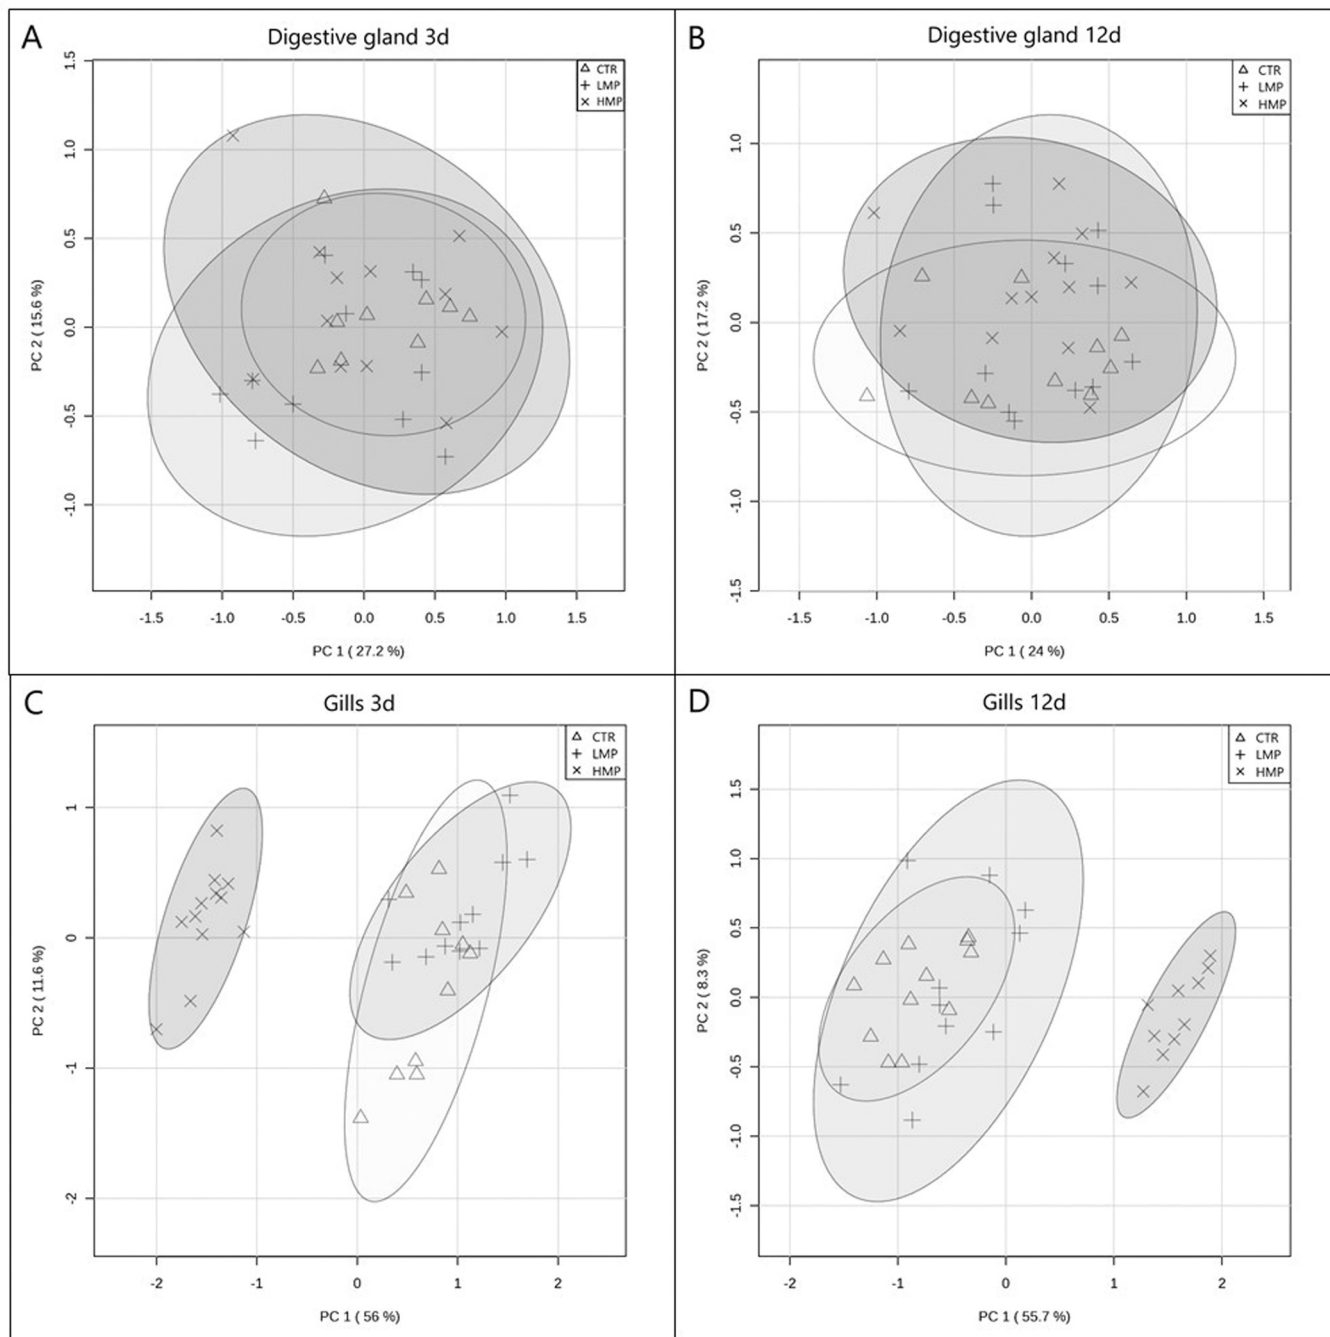 A
Digestive gland 3d
CTR
LMP
HMP
1.5
1.0
0.5
0.0
-0.5
-1.0
PC 2 ( 15.6 %)
-1.5
-1.0
-0.5
0.0
0.5
1.0
1.5
PC 1 ( 27.2 %)
B
Digestive gland 12d
CTR
LMP
HMP
1.0
0.5
0.0
-0.5
-1.0
-1.5
PC 2 ( 17.2 %)
-1.5
-1.0
-0.5
0.0
0.5
1.0
1.5
PC 1 ( 24 %)
C
Gills 3d
CTR
LMP
HMP
1
0
-1
-2
PC 2 ( 11.6 %)
-2
-1
0
1
2
PC 1 ( 56 %)
D
Gills 12d
CTR
LMP
HMP
1.5
1.0
0.5
0.0
-0.5
-1.0
-1.5
PC 2 ( 8.3 %)
-2
-1
0
1
2
PC 1 ( 55.7 %)